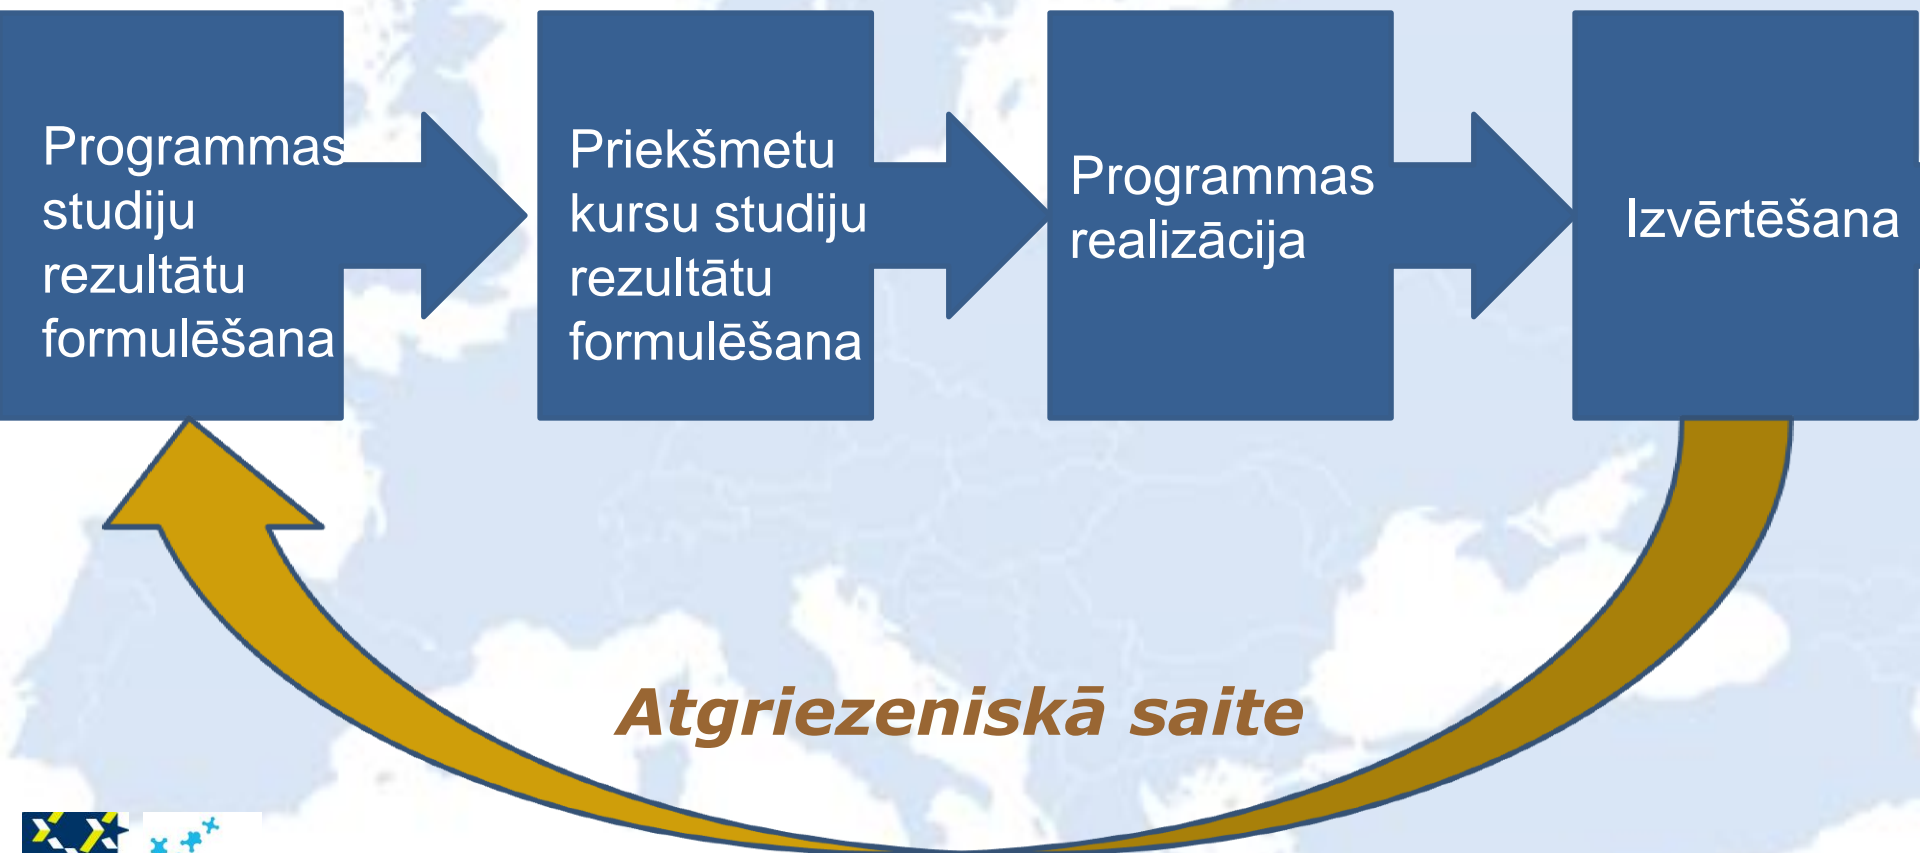 Programmas
studiju
rezultātu
formulēšana
Priekšmetu
kursu studiju
rezultātu
formulēšana
Programmas
realizācija
Izvērtēšana
Atgriezeniskā saite